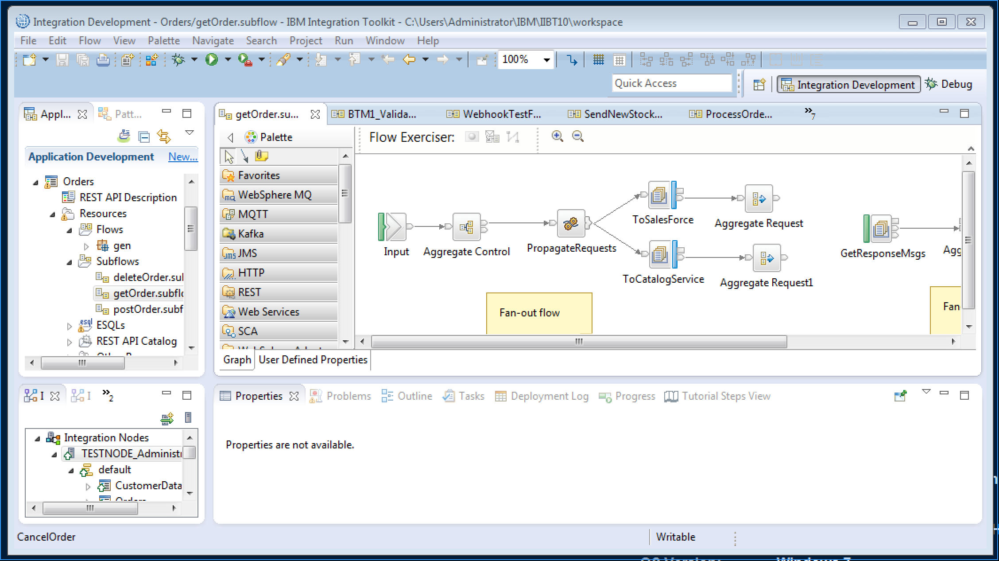 Integration Development - Orders/getOrder.subflow - IBM Integration Toolkit - C:\Users\Administrator\IBM\IIBT10\workspace
File Edit Flow View Palette Navigate Search Project Run Window Help
100%
Quick Access
Integration Development
Debug
Appl...
Patt...
Application Development New...
Orders
REST API Description
Resources
Flows
gen
Subflows
deleteOrder.sul
getOrder.subflo
postOrder.subf
esql ESQLs
REST API Catalog
getOrder.su...
BTM1_Valida...
WebhookTestF...
SendNewStock...
ProcessOrde...
»7
Palette
Favorites
WebSphere MQ
MQTT
Kafka
JMS
HTTP
REST
Web Services
SCA
Flow Exerciser:
Input
Aggregate Control
PropagateRequests
ToSalesForce
Aggregate Request
ToCatalogService
Aggregate Request1
GetResponseMsgs
Agg
Fan-out flow
Fan
Graph
User Defined Properties
I
I
»2
Integration Nodes
TESTNODE_Administr
default
CustomerData
Orders
Properties
Problems
Outline
Tasks
Deployment Log
Progress
Tutorial Steps View
Properties are not available.
CancelOrder
Writable